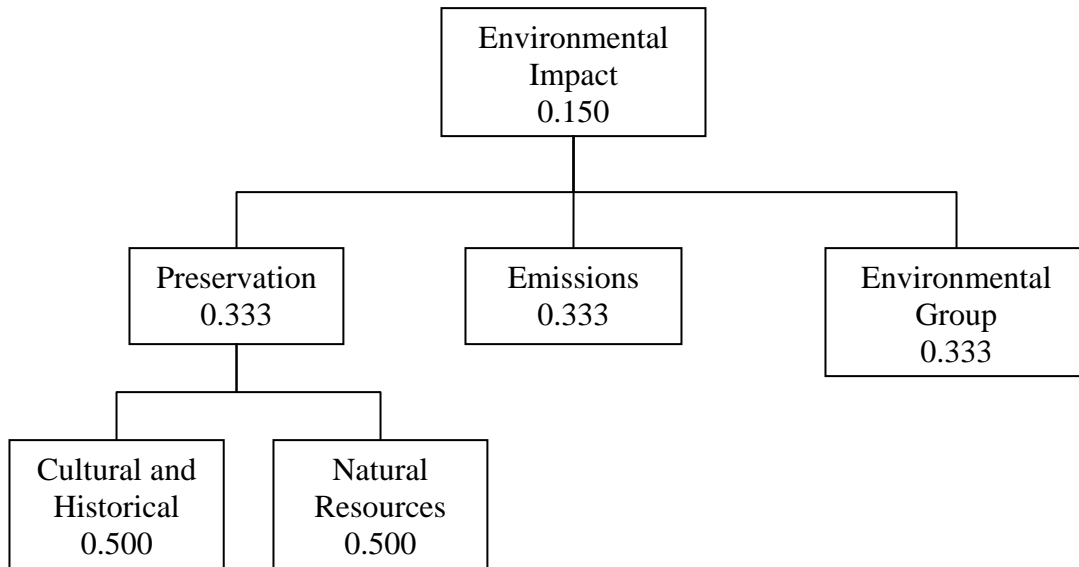 Environmental
Impact
0.150
Preservation
0.333
Emissions
0.333
Environmental
Group
0.333
Cultural and
Historical
0.500
Natural
Resources
0.500